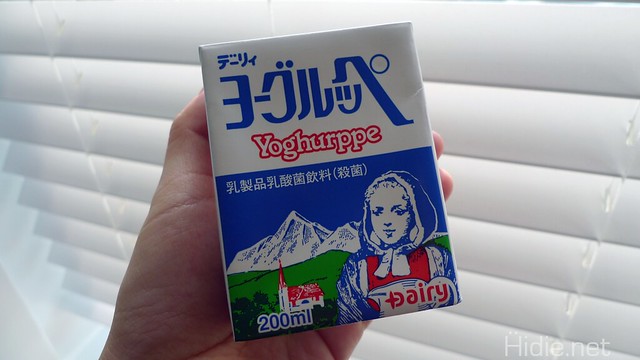 デーリィ
ヨーグルッペ
Yoghurppe
乳製品乳酸菌飲料(殺菌)
Dairy
200ml
Hidie.net